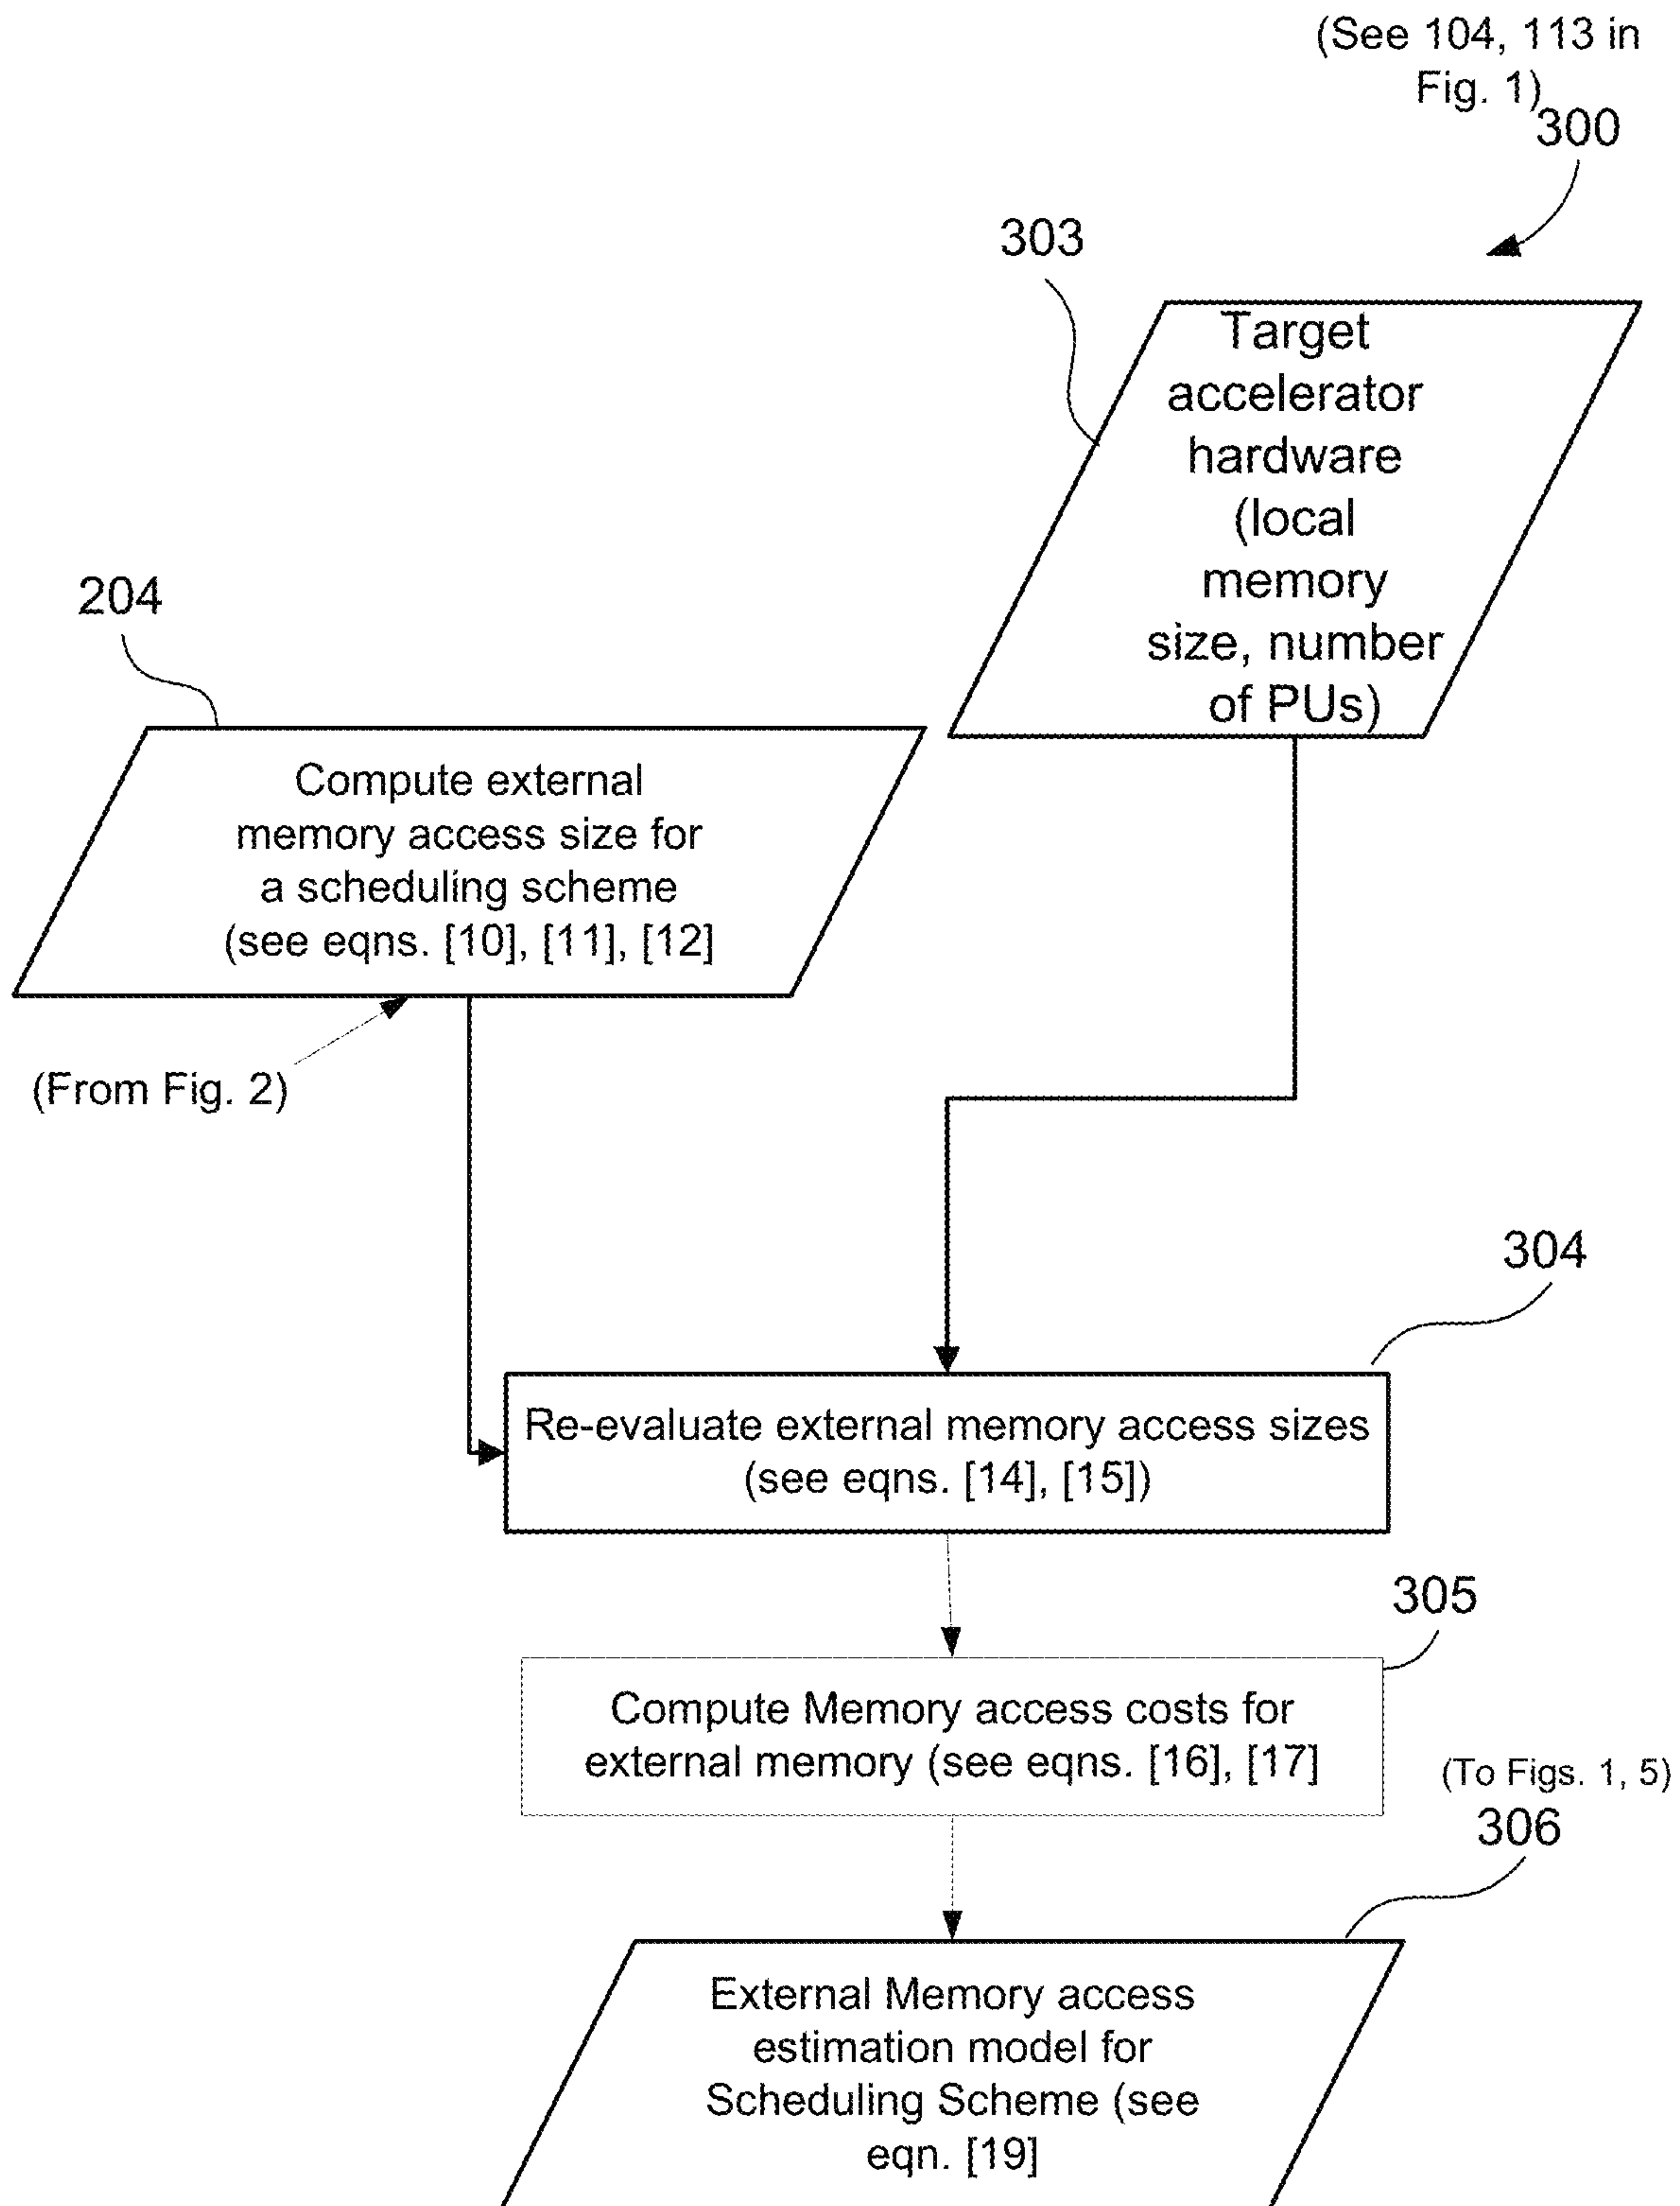 (See 104, 113 in
Fig. 1)
300
303
Target
accelerator
hardware
(local
memory
size, number
of PUs)
204
Compute external
memory access size for
a scheduling scheme
(see eqns. [10], [11], [12]
(From Fig. 2)
304
Re-evaluate external memory access sizes
(see eqns. [14], [15])
305
Compute Memory access costs for
external memory (see eqns. [16], [17]
(To Figs. 1, 5)
306
External Memory access
estimation model for
Scheduling Scheme (see
eqn. [19]